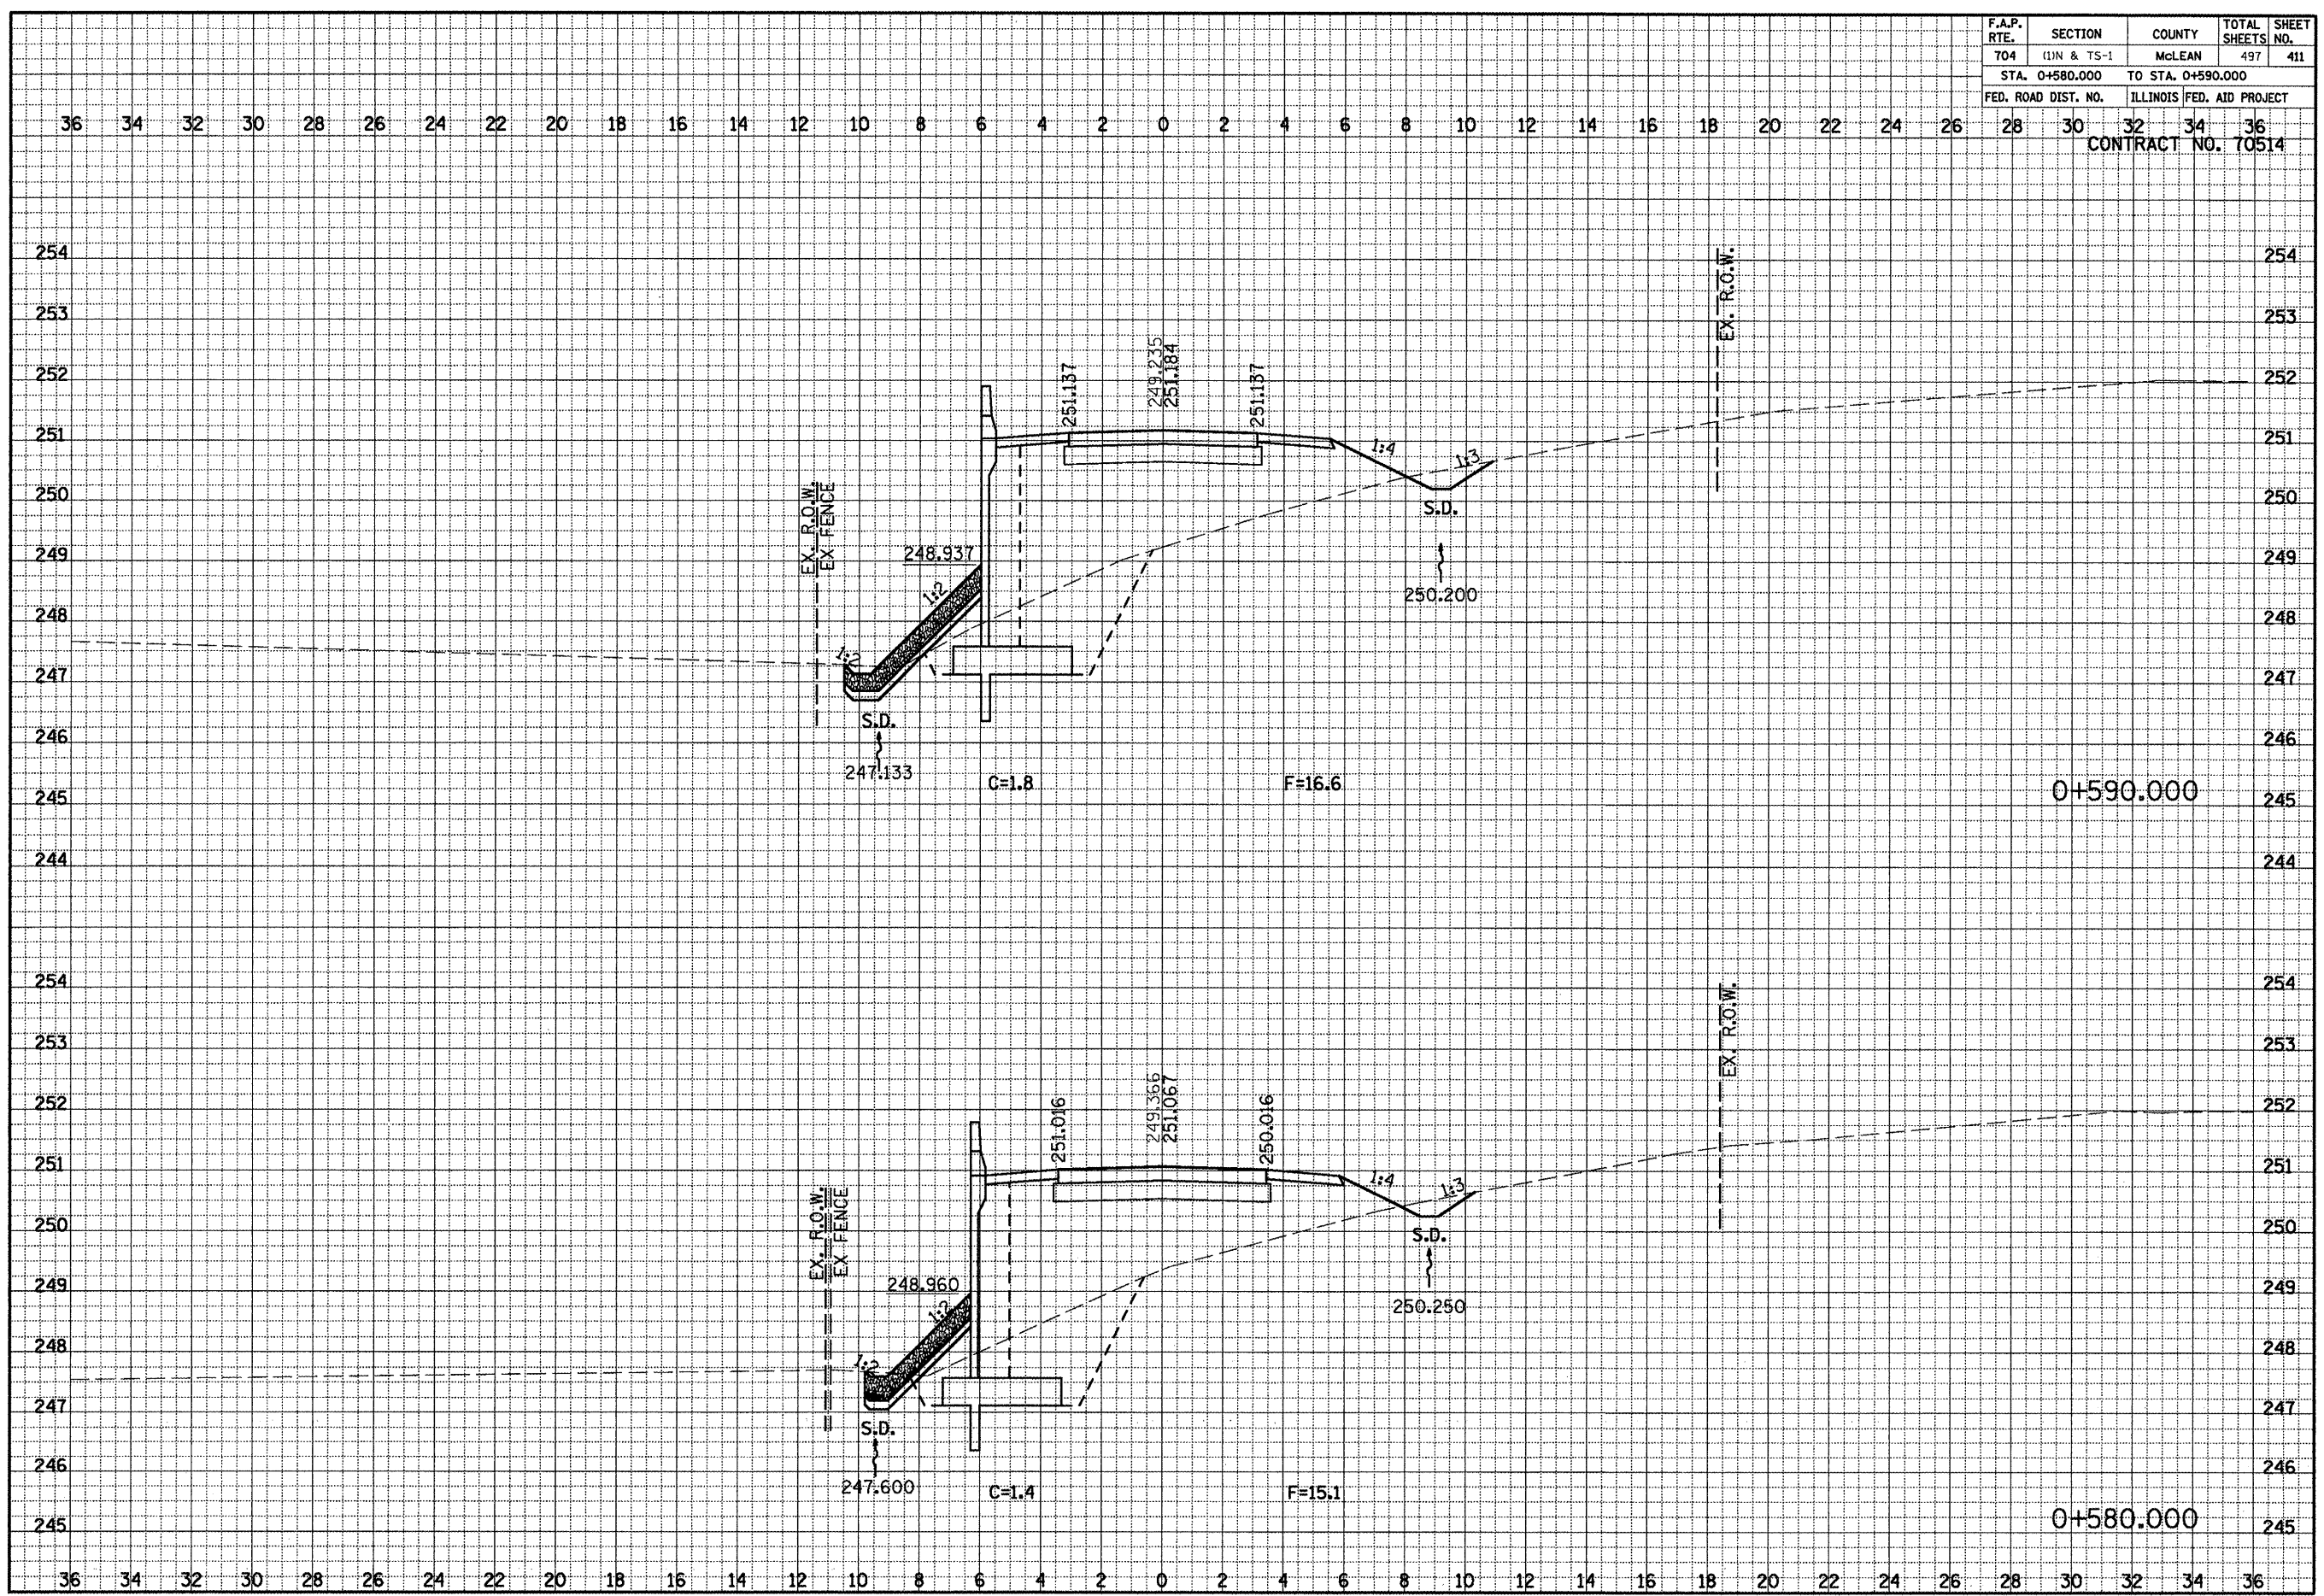 F.A.P. RTE. SECTION COUNTY TOTAL SHEETS SHEET NO.
704 (1)N & TS-1 McLEAN 497 411
STA. 0+580.000 TO STA. 0+590.000
FED. ROAD DIST. NO. ILLINOIS FED. AID PROJECT
36 34 32 30 28 26 24 22 20 18 16 14 12 10 8 6 4 2 0 2 4 6 8 10 12 14 16 18 20 22 24 26 28 30 32 34 36
CONTRACT NO. 70514
254 254
EX. R.O.W.
253 253
252 252
251.137 249.235 251.184 251.137
251 251
1:4 1:3
250 250
S.D.
EX. R.O.W.
EX FENCE
249 248.937 249
1:2 250.200
248 248
1:2
247 247
S.D.
246 246
247.133 C=1.8 F=16.6
245 0+590.000 245
244 244
254 254
EX. R.O.W.
253 253
252 252
251.016 249.366 251.067 250.016
251 251
1:4 1:3
EX. R.O.W.
EX FENCE
250 250
S.D.
249 248.960 249
1:2 250.250
248 248
1:2
247 247
S.D.
246 246
247.600 C=1.4 F=15.1
245 0+580.000 245
36 34 32 30 28 26 24 22 20 18 16 14 12 10 8 6 4 2 0 2 4 6 8 10 12 14 16 18 20 22 24 26 28 30 32 34 36